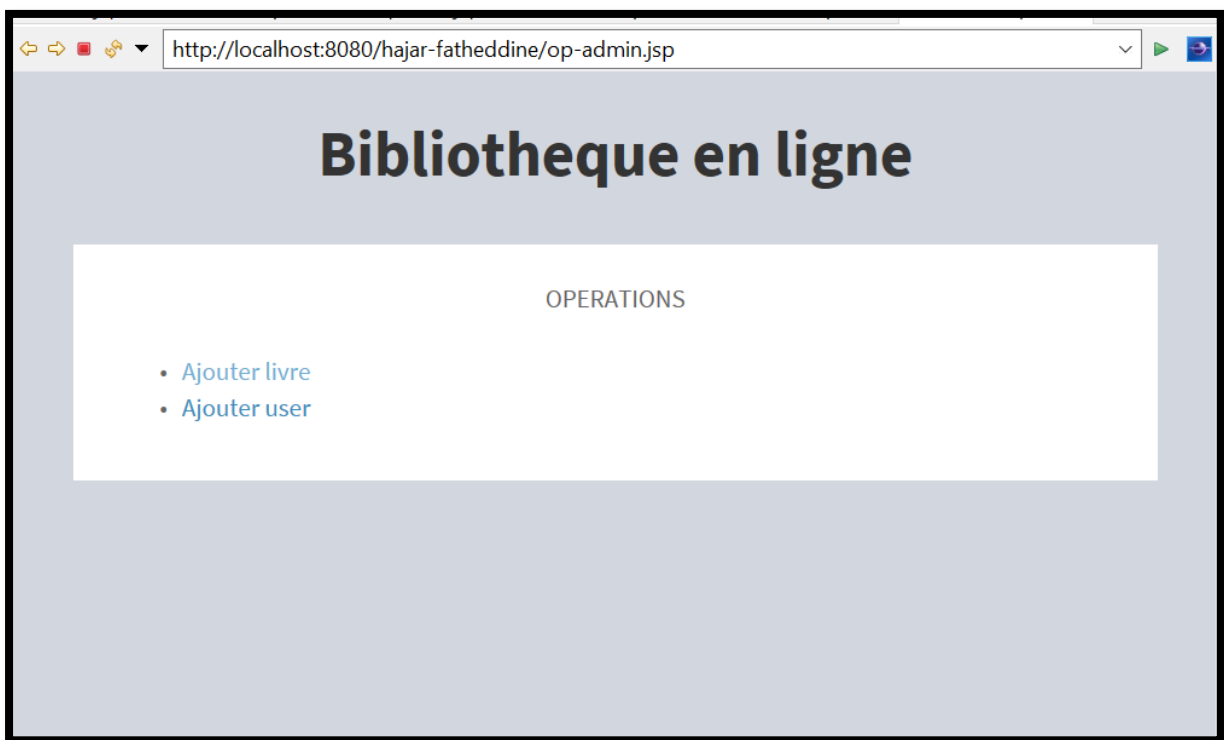 http://localhost:8080/hajar-fatheddine/op-admin.jsp
Bibliotheque en ligne
OPERATIONS
• Ajouter livre
• Ajouter user